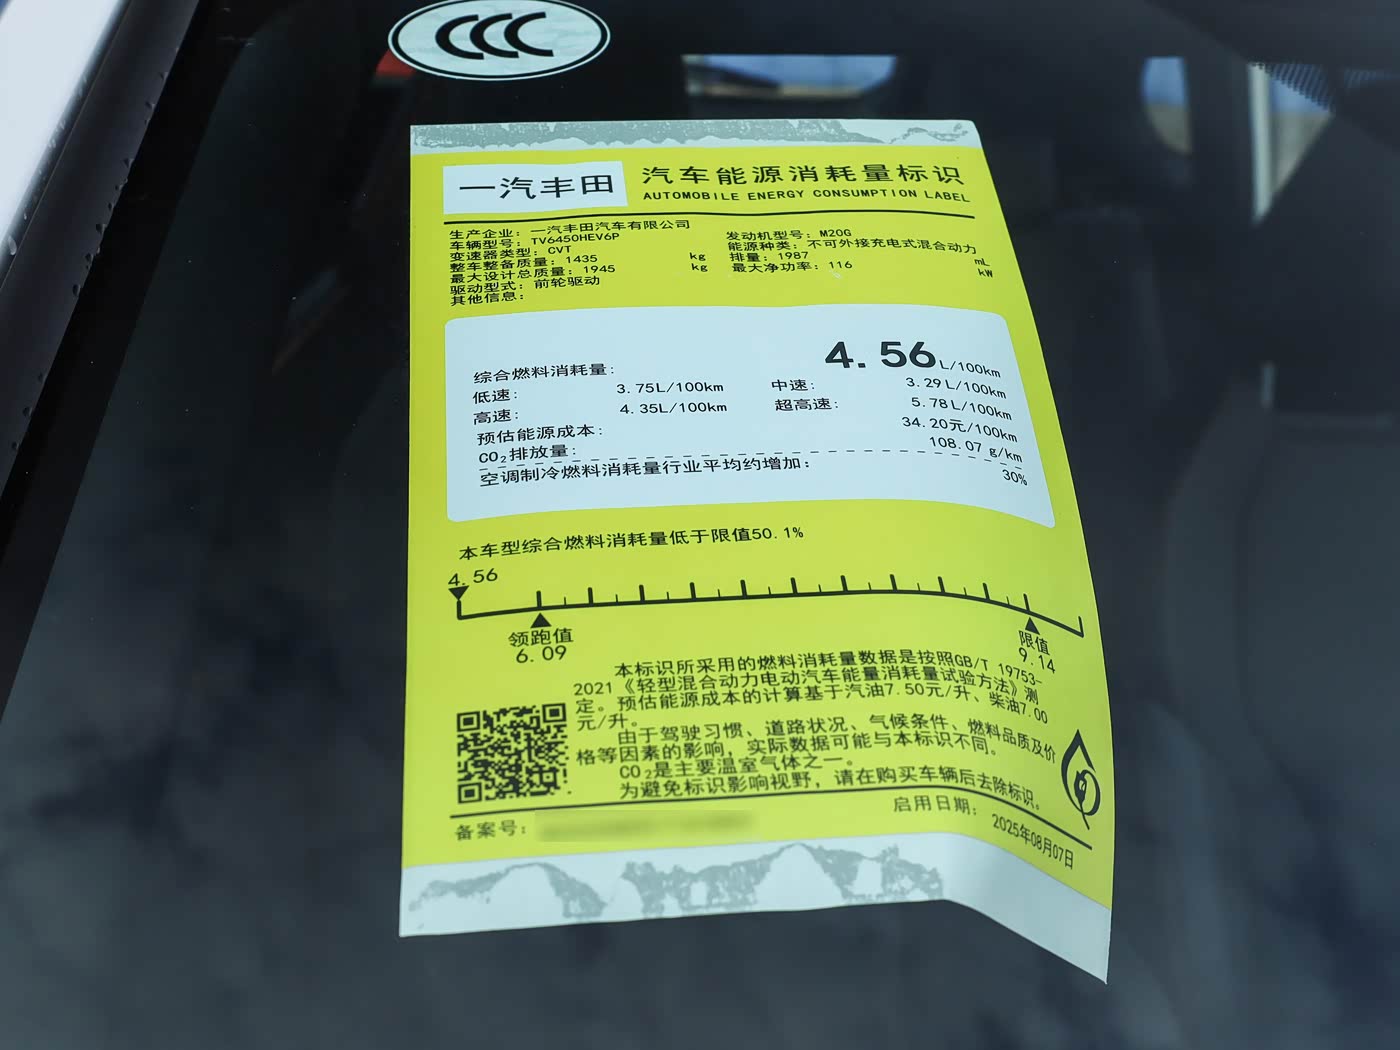 CCC
一汽丰田
汽车能源消耗量标识
AUTOMOBILE ENERGY CONSUMPTION LABEL
生产企业：一汽丰田汽车有限公司
车辆型号：TV6450HEV6P 发动机型号：M20G
变速器类型：CVT 能源种类：不可外接充电式混合动力
整车整备质量：1435 kg 排量：1987 mL
最大设计总质量：1945 kg 最大净功率：116 kW
驱动型式：前轮驱动
其他信息：
综合燃料消耗量： 4.56L/100km
低速： 3.75L/100km 中速： 3.29L/100km
高速： 4.35L/100km 超高速： 5.78L/100km
预估能源成本： 34.20元/100km
CO₂排放量： 108.07 g/km
空调制冷燃料消耗量行业平均约增加： 30%
本车型综合燃料消耗量低于限值50.1%
4.56
领跑值 限值
6.09 9.14
本标识所采用的燃料消耗量数据是按照GB/T 19753-
2021《轻型混合动力电动汽车能量消耗量试验方法》测
定。预估能源成本的计算基于汽油7.50元/升、柴油7.00
元/升。
由于驾驶习惯、道路状况、气候条件、燃料品质及价
格等因素的影响，实际数据可能与本标识不同。
CO₂是主要温室气体之一。
为避免标识影响视野，请在购买车辆后去除标识。
备案号： 启用日期： 2025年08月07日